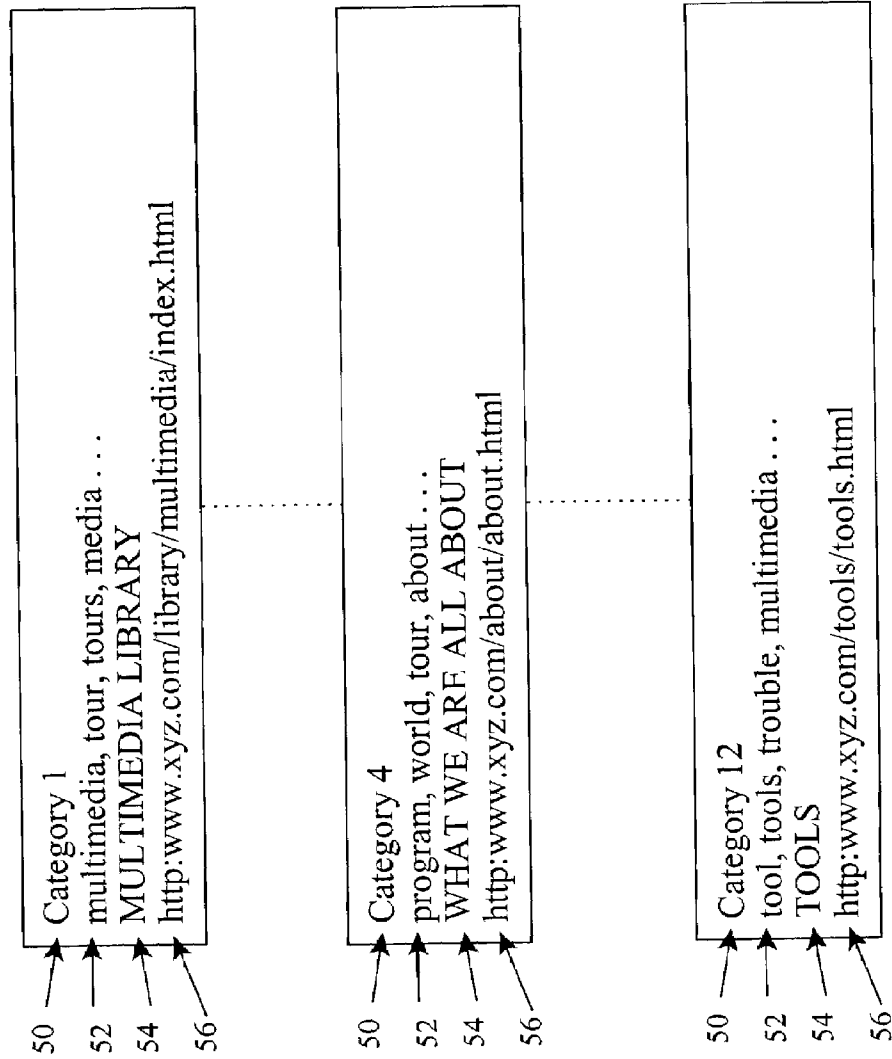 50 Category 1
52 multimedia, tour, tours, media . . .
54 MULTIMEDIA LIBRARY
56 http:www.xyz.com/library/multimedia/index.html
50 Category 4
52 program, world, tour, about . . .
54 WHAT WE ARE ALL ABOUT
56 http:www.xyz.com/about/about.html
50 Category 12
52 tool, tools, trouble, multimedia . . .
54 TOOLS
56 http:www.xyz.com/tools/tools.html